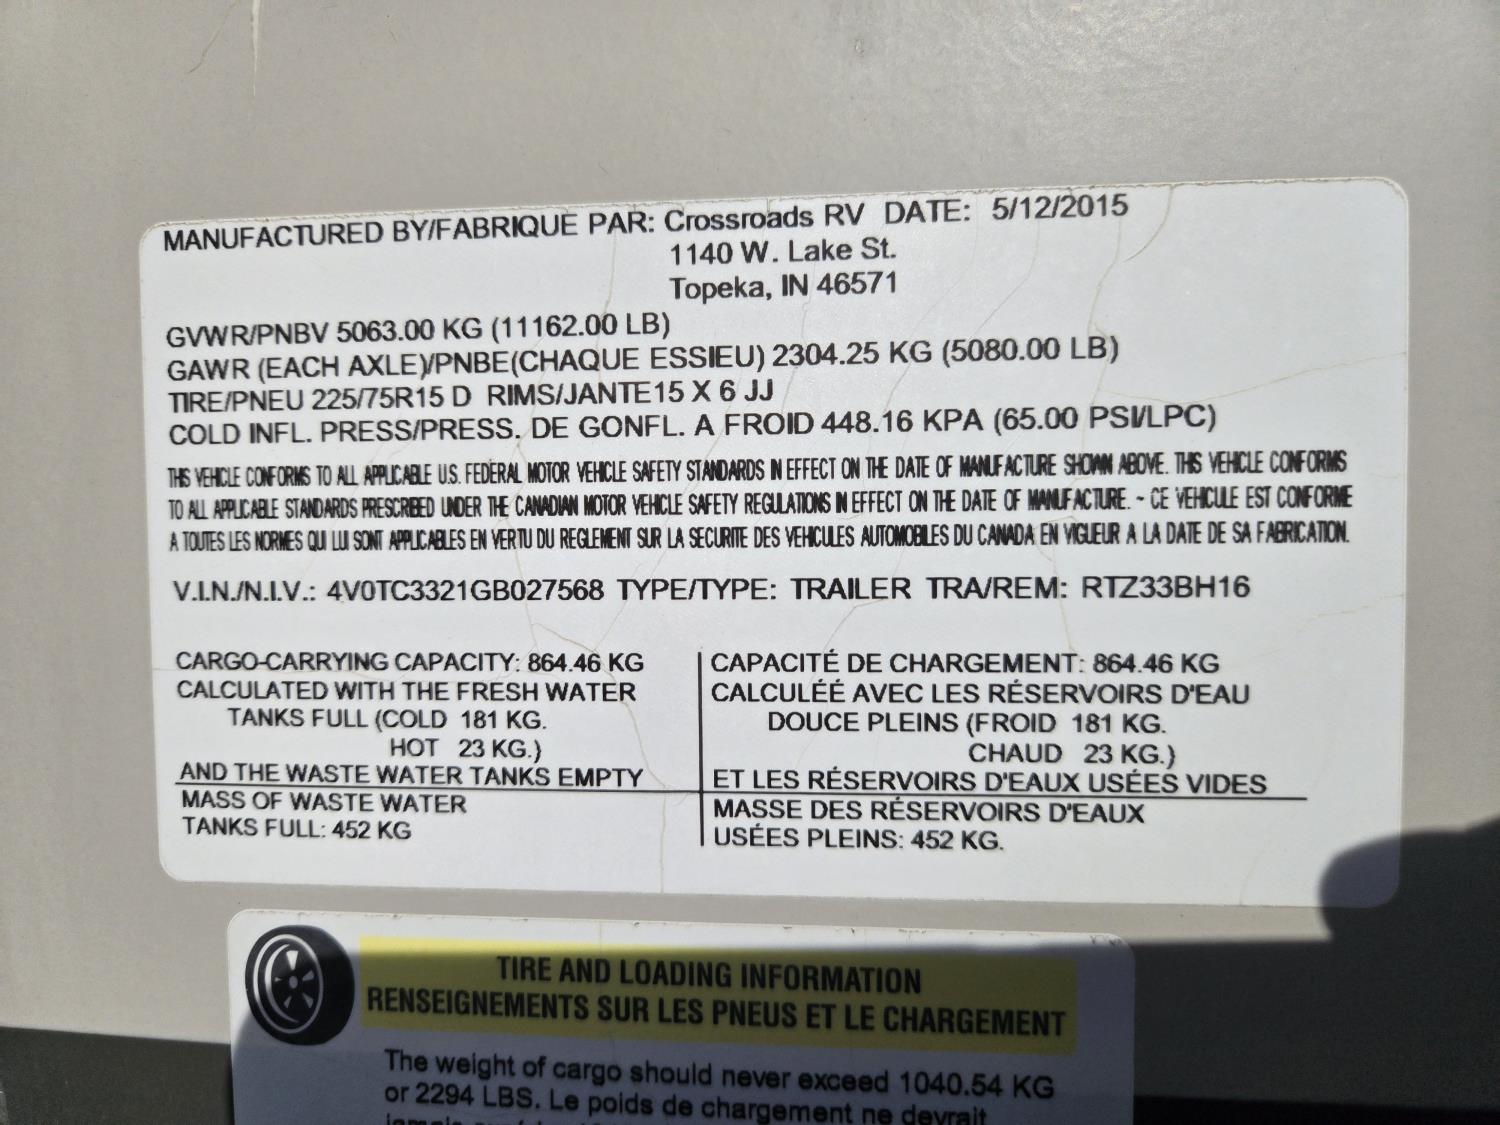 MANUFACTURED BY/FABRIQUE PAR: Crossroads RV DATE: 5/12/2015
1140 W. Lake St.
Topeka, IN 46571
GVWR/PNBV 5063.00 KG (11162.00 LB)
GAWR (EACH AXLE)/PNBE(CHAQUE ESSIEU) 2304.25 KG (5080.00 LB)
TIRE/PNEU 225/75R15 D RIMS/JANTE15 X 6 JJ
COLD INFL. PRESS/PRESS. DE GONFL. A FROID 448.16 KPA (65.00 PSI/LPC)
THIS VEHICLE CONFORMS TO ALL APPLICABLE U.S. FEDERAL MOTOR VEHICLE SAFETY STANDARDS IN EFFECT ON THE DATE OF MANUFACTURE SHOWN ABOVE. THIS VEHICLE CONFORMS
TO ALL APPLICABLE STANDARDS PRESCRIBED UNDER THE CANADIAN MOTOR VEHICLE SAFETY REGULATIONS IN EFFECT ON THE DATE OF MANUFACTURE. ~ CE VEHICULE EST CONFORME
A TOUTES LES NORMES QUI LUI SONT APPLICABLES EN VERTU DU REGLEMENT SUR LA SECURITE DES VEHICULES AUTOMOBILES DU CANADA EN VIGUEUR A LA DATE DE SA FABRICATION.
V.I.N./N.I.V.: 4V0TC3321GB027568 TYPE/TYPE: TRAILER TRA/REM: RTZ33BH16
CARGO-CARRYING CAPACITY: 864.46 KG
CALCULATED WITH THE FRESH WATER
TANKS FULL (COLD 181 KG.
HOT 23 KG.)
AND THE WASTE WATER TANKS EMPTY
MASS OF WASTE WATER
TANKS FULL: 452 KG
CAPACITÉ DE CHARGEMENT: 864.46 KG
CALCULÉÉ AVEC LES RÉSERVOIRS D'EAU
DOUCE PLEINS (FROID 181 KG.
CHAUD 23 KG.)
ET LES RÉSERVOIRS D'EAUX USÉES VIDES
MASSE DES RÉSERVOIRS D'EAUX
USÉES PLEINS: 452 KG.
TIRE AND LOADING INFORMATION
RENSEIGNEMENTS SUR LES PNEUS ET LE CHARGEMENT
The weight of cargo should never exceed 1040.54 KG
or 2294 LBS. Le poids de chargement ne devrait